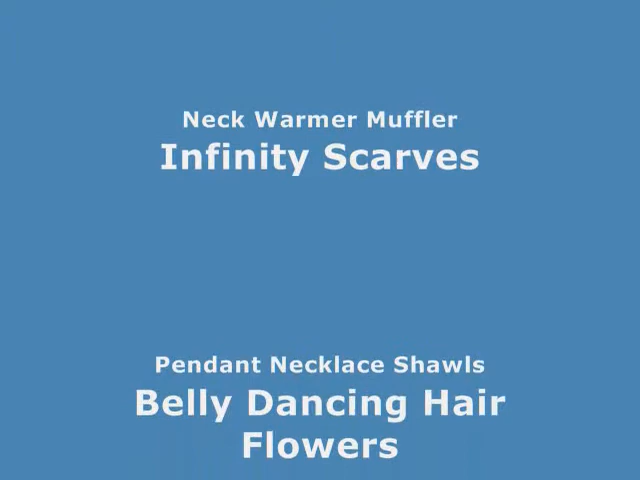 Neck Warmer Muffler
Infinity Scarves
Pendant Necklace Shawls
Belly Dancing Hair
Flowers